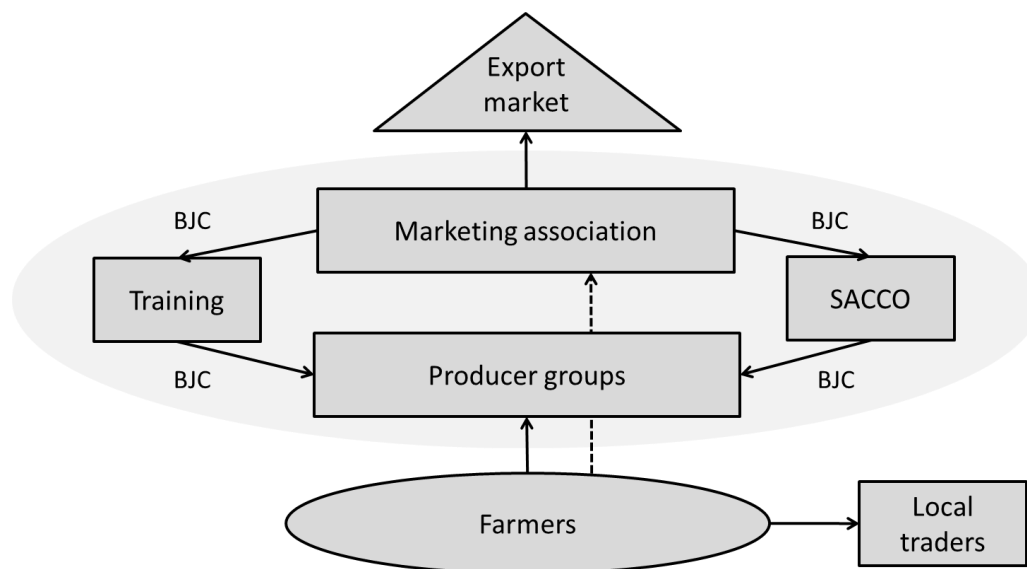 Export
market
BJC
Marketing association
BJC
Training
SACCO
BJC
Producer groups
BJC
Farmers
Local
traders